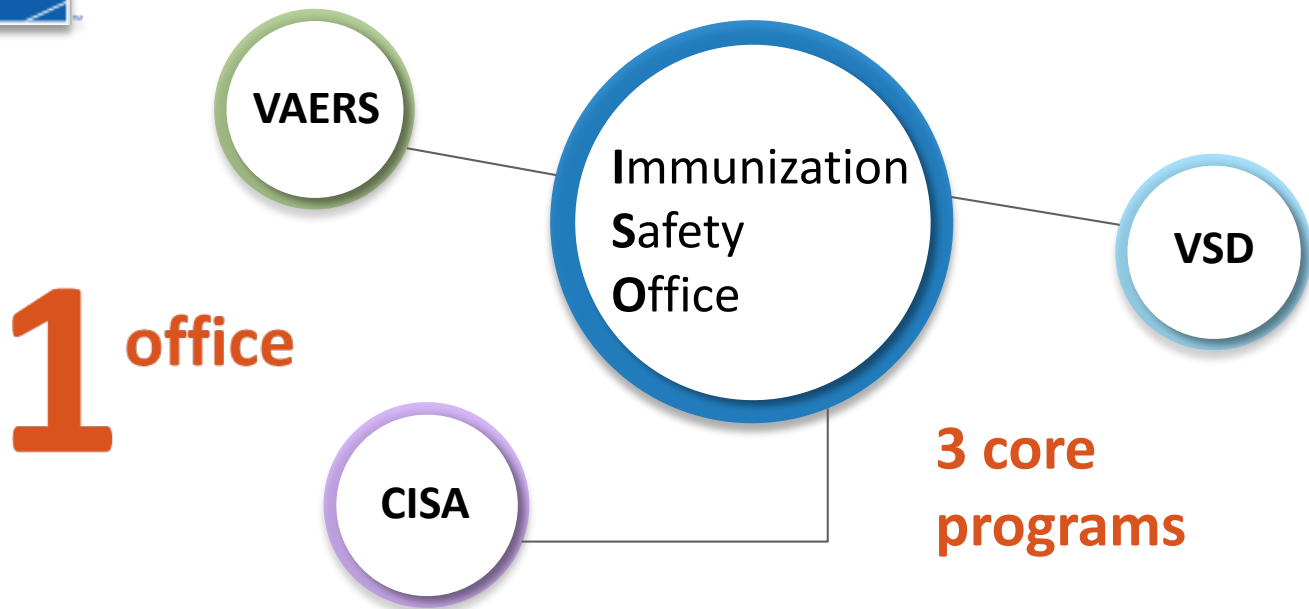 VAERS
Immunization
Safety
Office
VSD
1 office
CISA
3 core
programs